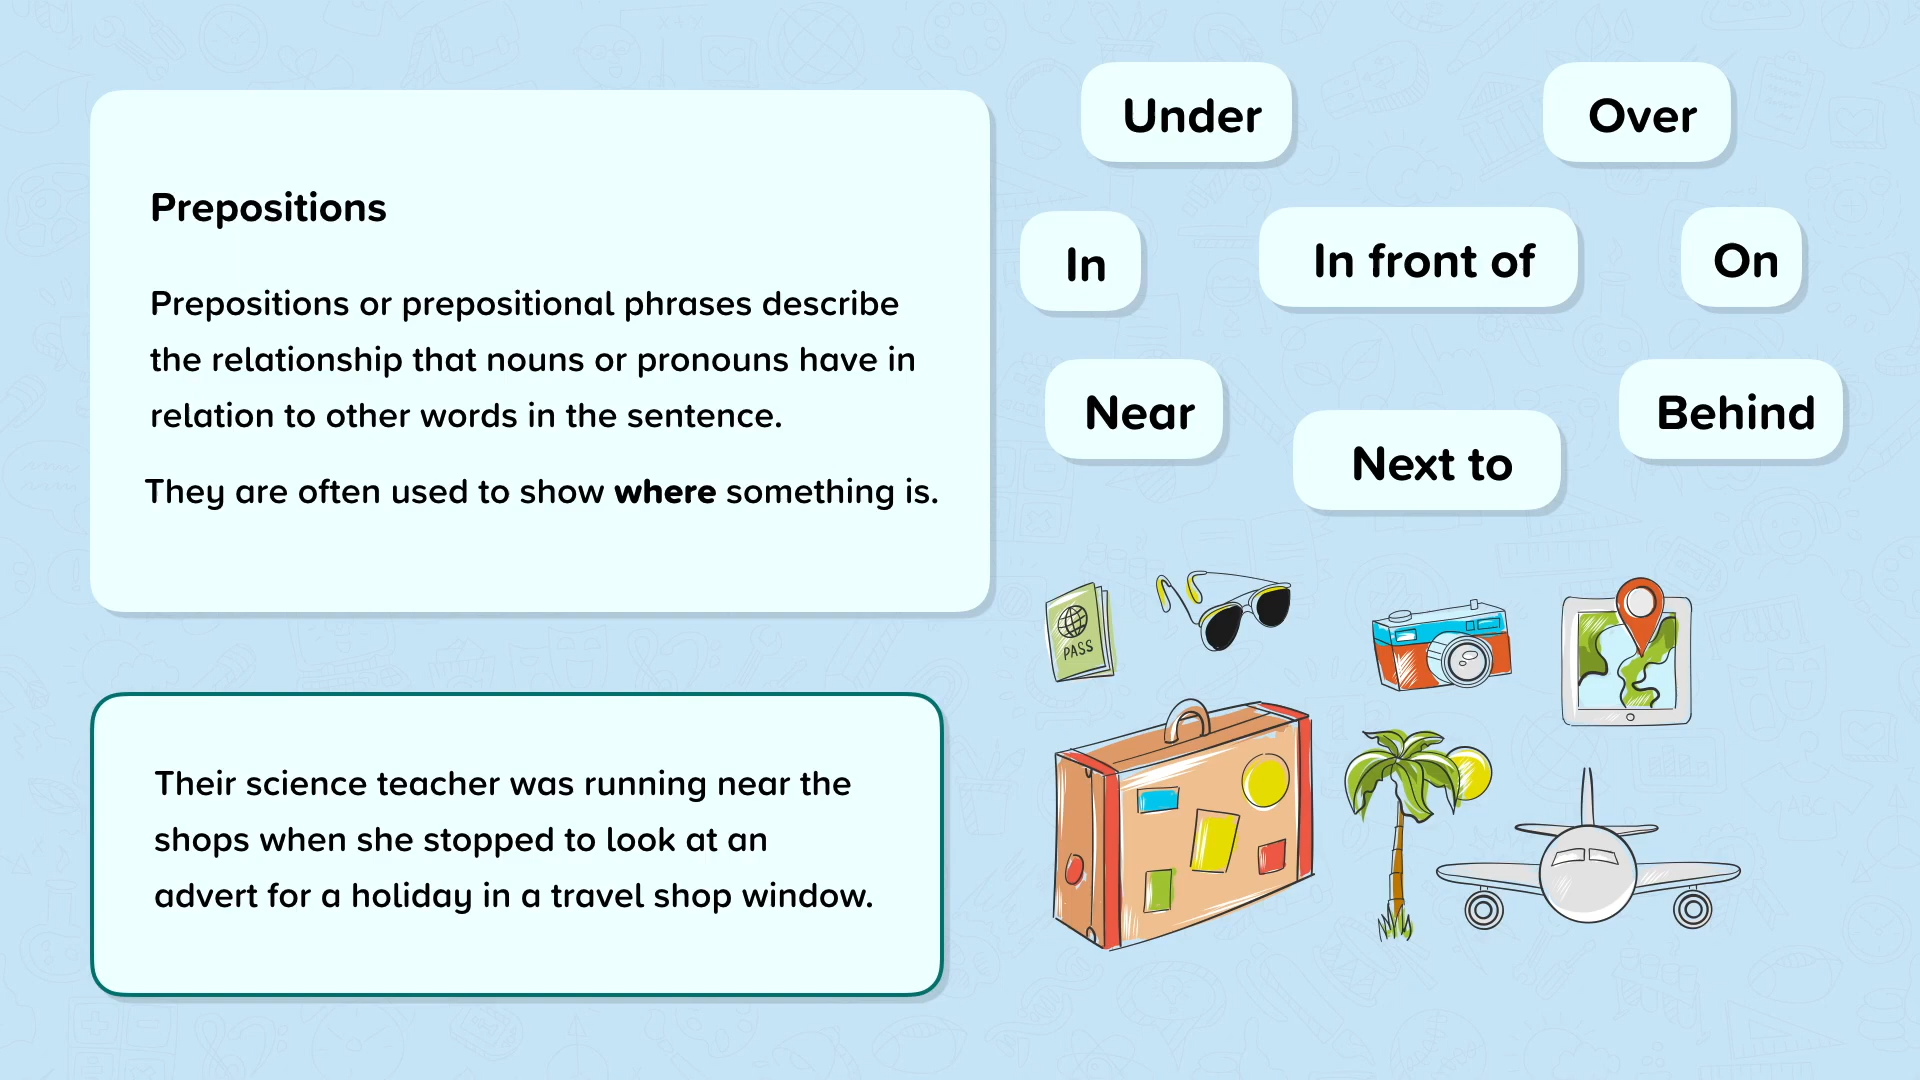 Prepositions
Prepositions or prepositional phrases describe
the relationship that nouns or pronouns have in
relation to other words in the sentence.
They are often used to show where something is.
Their science teacher was running near the
shops when she stopped to look at an
advert for a holiday in a travel shop window.
Under
Over
In
In front of
On
Near
Next to
Behind
PASS